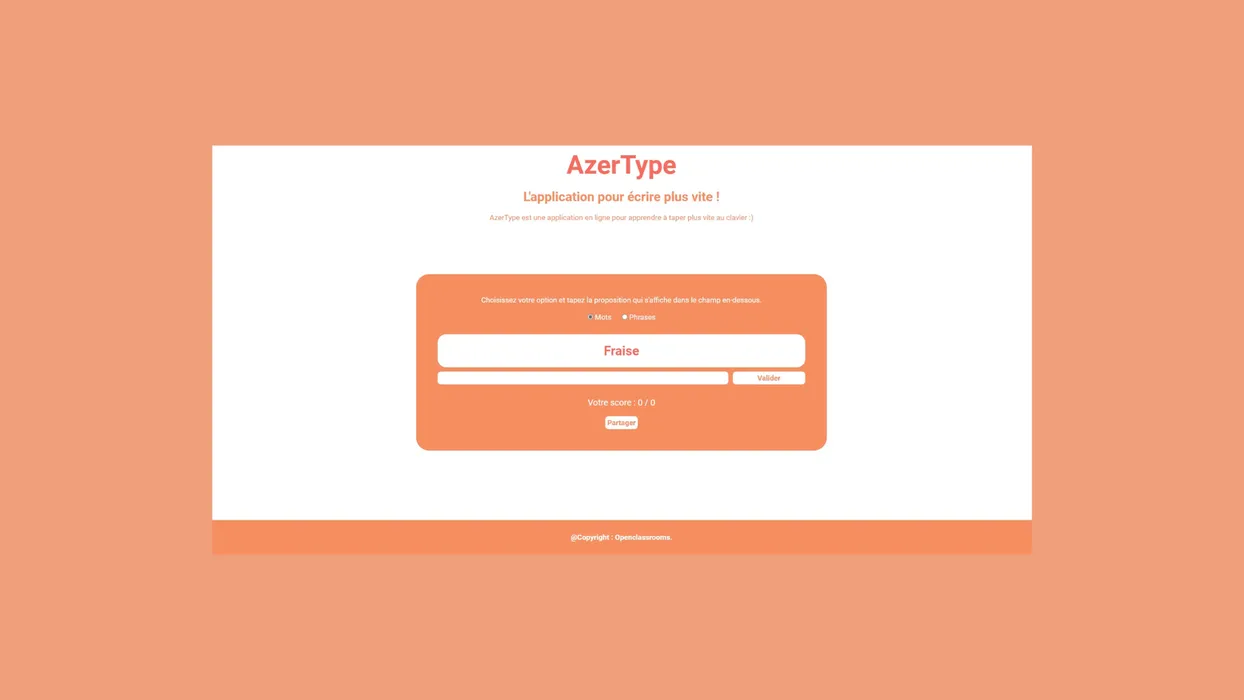 AzerType
L'application pour écrire plus vite !
AzerType est une application en ligne pour apprendre à taper plus vite au clavier :)
Choisissez votre option et tapez la proposition qui s'affiche dans le champ en-dessous.
Mots Phrases
Fraise
Valider
Votre score : 0 / 0
Partager
@Copyright : Openclassrooms.